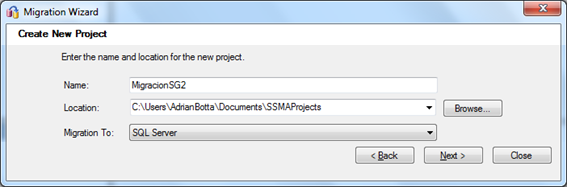 Migration Wizard
Create New Project
Enter the name and location for the new project.
Name: MigracionSG2
Location: C:\Users\AdrianBotta\Documents\SSMAProjects Browse...
Migration To: SQL Server
< Back Next > Close